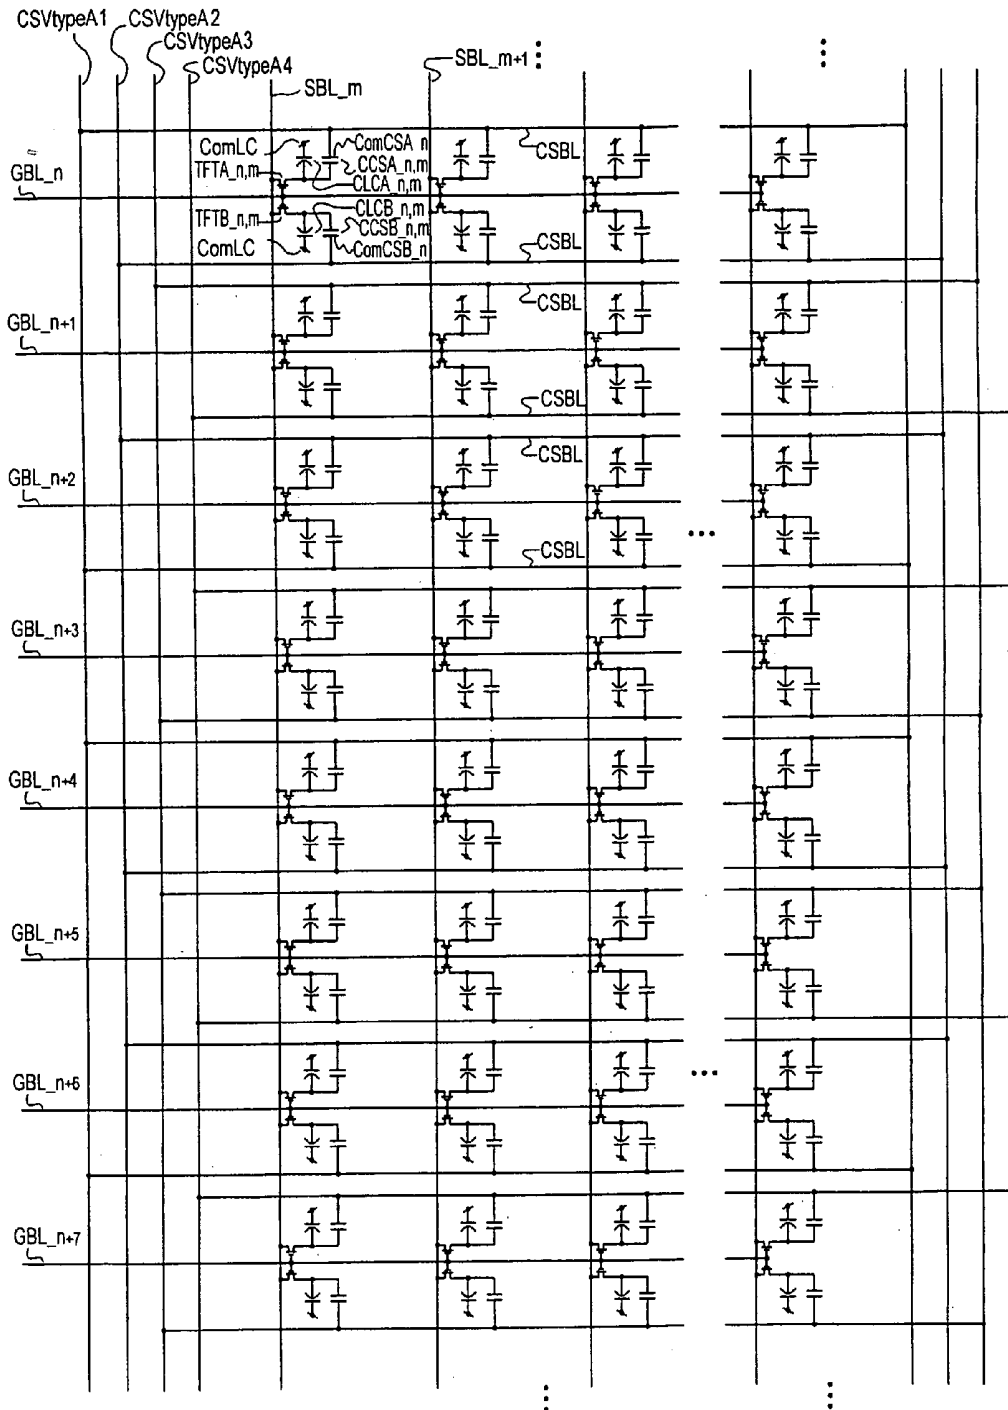 CSVtypeA1
CSVtypeA2
CSVtypeA3
CSVtypeA4
SBL_m
SBL_m+1
ComLC
ComCSA_n
CSBL
GBL_n
TFTA_n,m
CCSA_n,m
CLCA_n,m
CLCB_n,m
TFTB_n,m
CCSB_n,m
ComLC
ComCSB_n
CSBL
CSBL
GBL_n+1
CSBL
CSBL
GBL_n+2
CSBL
GBL_n+3
GBL_n+4
GBL_n+5
GBL_n+6
GBL_n+7